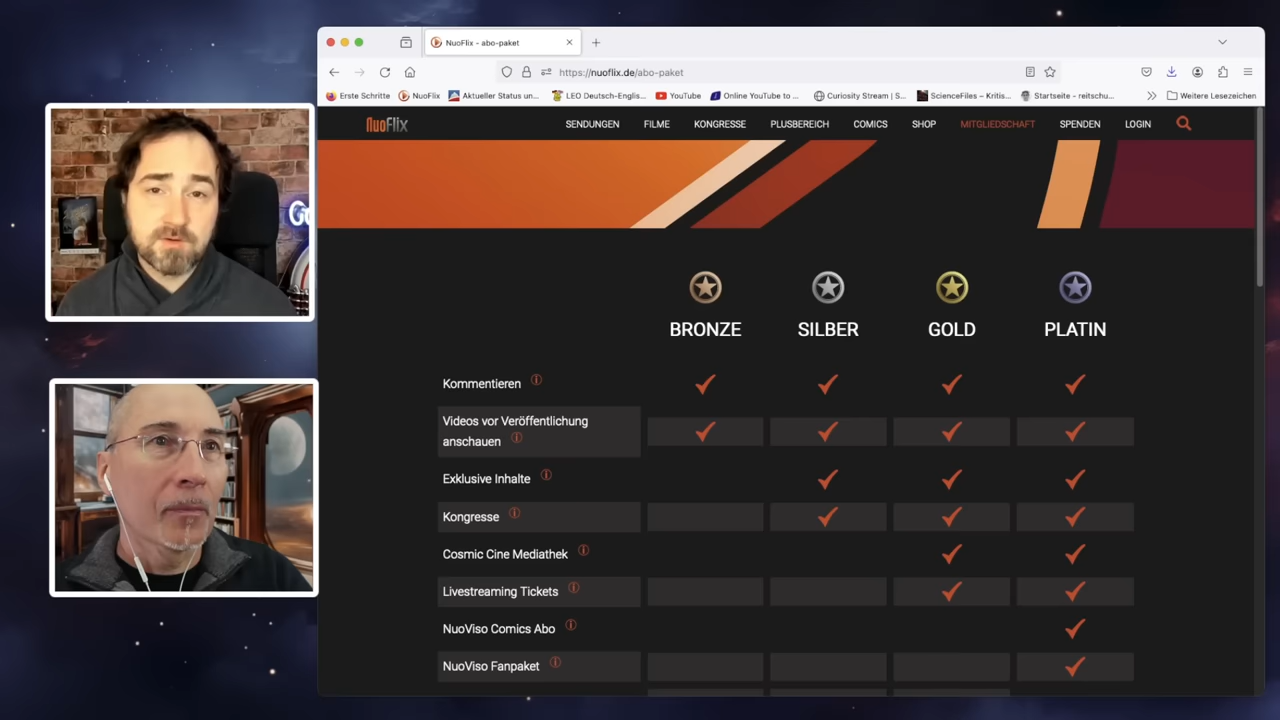 NuoFlix - abo-paket
https://nuoflix.de/abo-paket
Erste Schritte
NuoFlix
Aktueller Status un...
LEO Deutsch-Englis...
YouTube
Online YouTube to ...
Curiosity Stream | S...
ScienceFiles – Kritis...
Startseite - reitschu...
Weitere Lesezeichen
NuoFlix
SENDUNGEN
FILME
KONGRESSE
PLUSBEREICH
COMICS
SHOP
MITGLIEDSCHAFT
SPENDEN
LOGIN
BRONZE
SILBER
GOLD
PLATIN
Kommentieren
Videos vor Veröffentlichung
anschauen
Exklusive Inhalte
Kongresse
Cosmic Cine Mediathek
Livestreaming Tickets
NuoViso Comics Abo
NuoViso Fanpaket